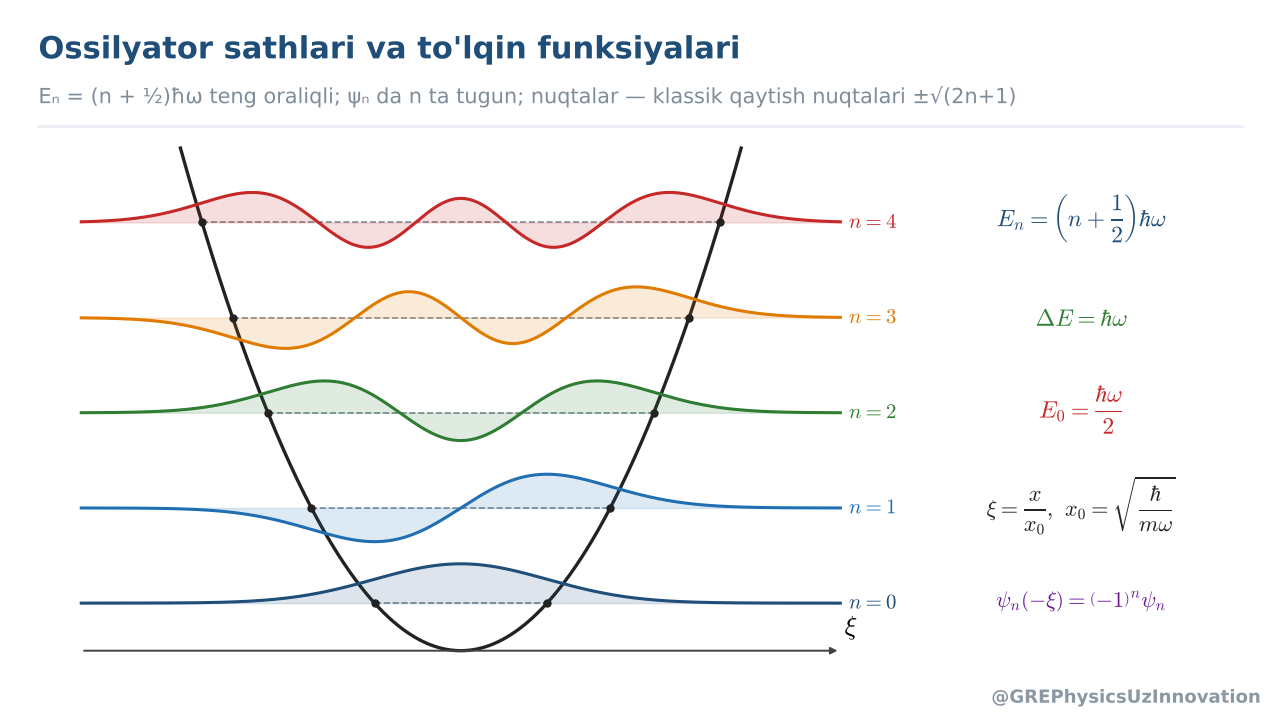 Ossilyator sathlari va to'lqin funksiyalari
Eₙ = (n + ½)ħω teng oraliqli; ψₙ da n ta tugun; nuqtalar — klassik qaytish nuqtalari ±√(2n+1)
n = 4
Eₙ = (n + 1/2)ħω
n = 3
ΔE = ħω
n = 2
E₀ = ħω/2
n = 1
ξ = x/x₀, x₀ = √(ħ/mω)
n = 0
ψₙ(−ξ) = (−1)ⁿψₙ
ξ
@GREPhysicsUzInnovation